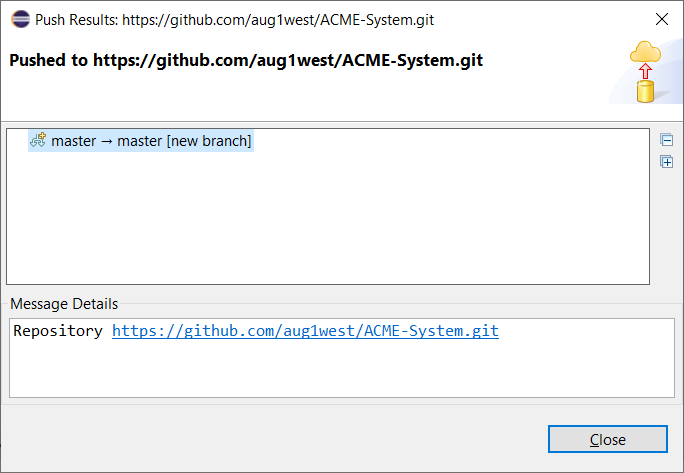 Push Results: https://github.com/aug1west/ACME-System.git
Pushed to https://github.com/aug1west/ACME-System.git
master → master [new branch]
Message Details
Repository https://github.com/aug1west/ACME-System.git
Close